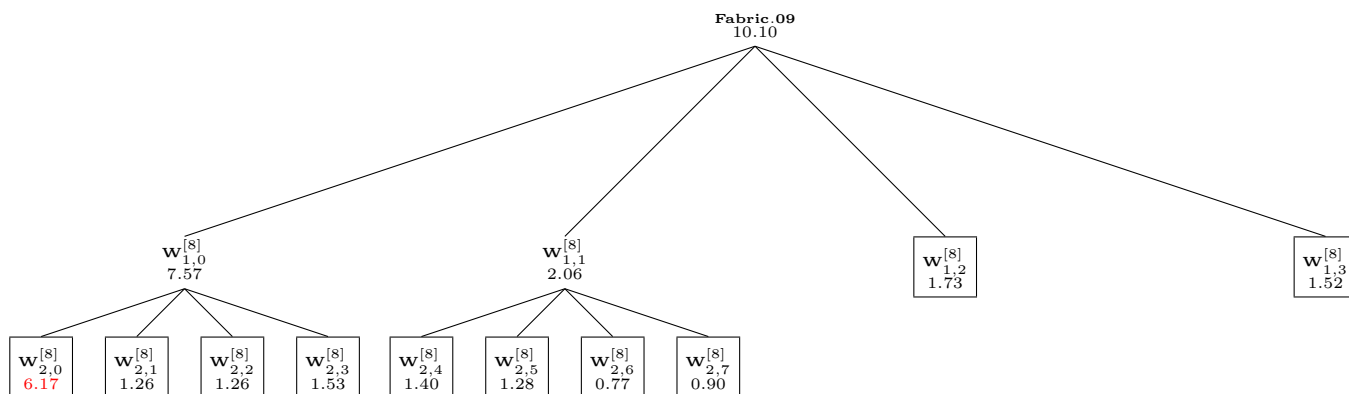 Fabric.09
10.10
W^{[8]}_{1,0}
7.57
W^{[8]}_{1,1}
2.06
W^{[8]}_{1,2}
1.73
W^{[8]}_{1,3}
1.52
W^{[8]}_{2,0}
6.17
W^{[8]}_{2,1}
1.26
W^{[8]}_{2,2}
1.26
W^{[8]}_{2,3}
1.53
W^{[8]}_{2,4}
1.40
W^{[8]}_{2,5}
1.28
W^{[8]}_{2,6}
0.77
W^{[8]}_{2,7}
0.90